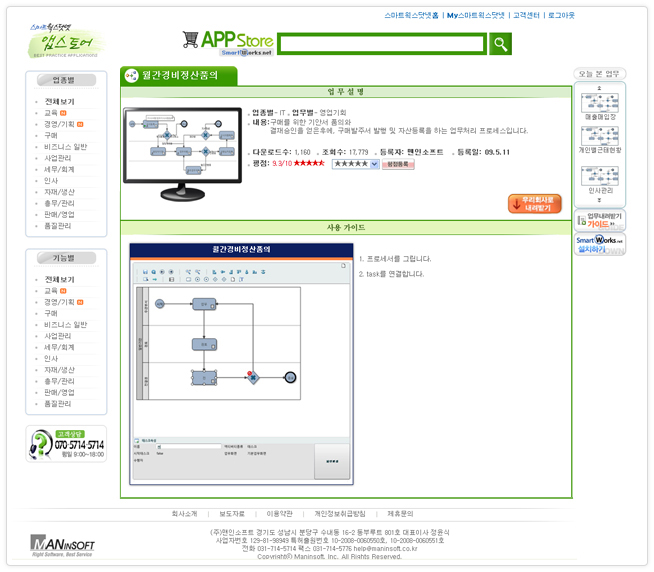 스마트웍스닷넷홈 | My스마트웍스닷넷 | 고객센터 | 로그아웃
스마트웍스닷넷
앱스토어
BEST PRACTICE APPLICATIONS
APP Store
SmartWorks.net
업종별
전체보기
교육 N
경영/기획 N
구매
비즈니스 일반
사업관리
세무/회계
인사
자재/생산
총무/관리
판매/영업
품질관리
기능별
전체보기
교육 N
경영/기획 N
구매
비즈니스 일반
사업관리
세무/회계
인사
자재/생산
총무/관리
판매/영업
품질관리
고객상담
070-5714-5714
평일 9:00~18:00
월간경비정산품의
업 무 설 명
업종별- IT . 업무별- 영업기회
내용:구매를 위한 기안서 품의와
결재승인을 얻은후에, 구매발주서 발행 및 자산등록을 하는 업무처리 프로세스입니다.
다운로드수: 1,160 . 조회수: 17,779 . 등록자: 맨인소프트 . 등록일: 09.5.11
평점: 9.3/10 ★★★★★ ★★★★★ 평점등록
우리회사로
내려받기
사용 가이드
월간경비정산품의
1. 프로세서를 그립니다.
2. task를 연결합니다.
오늘 본 업무
매출매입장
개인별근태현황
인사관리
업무내려받기
가이드
SmartWorks.net
설치하기
회사소개 | 보도자료 | 이용약관 | 개인정보취급방침 | 제휴문의
MANINSOFT
Right Software, Best Service
(주)맨인소프트 경기도 성남시 분당구 수내동 16-2 동부루트 801호 대표이사 정윤식
사업자번호 129-81-98949 특허출원번호 10-2008-0060550호, 10-2008-0060551호
전화 031-714-5714 팩스 031-714-5776 help@maninsoft.co.kr
Copyright© Maninsoft, Inc. All Rights Reserved.